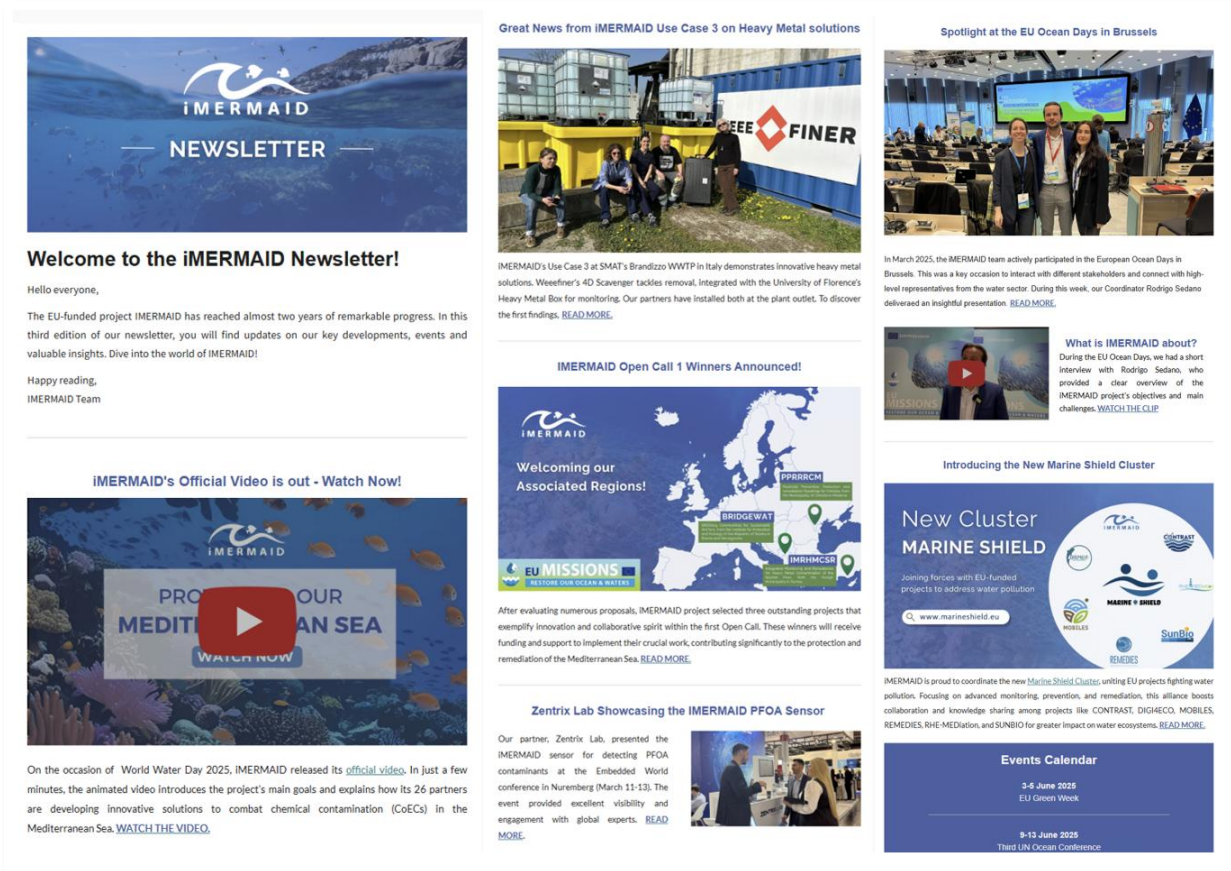 iMERMAID
NEWSLETTER
Welcome to the iMERMAID Newsletter!
Hello everyone,
The EU-funded project IMERMAID has reached almost two years of remarkable progress. In this
third edition of our newsletter, you will find updates on our key developments, events and
valuable insights. Dive into the world of IMERMAID!
Happy reading,
IMERMAID Team
iMERMAID's Official Video is out - Watch Now!
iMERMAID
PRO OUR
MEDIT AN SEA
WATCH NOW
On the occasion of World Water Day 2025, iMERMAID released its official video. In just a few
minutes, the animated video introduces the project's main goals and explains how its 26 partners
are developing innovative solutions to combat chemical contamination (CoECs) in the
Mediterranean Sea. WATCH THE VIDEO.
Great News from iMERMAID Use Case 3 on Heavy Metal solutions
EEE FINER
iMERMAID's Use Case 3 at SMAT's Brandizzo WWTP in Italy demonstrates innovative heavy metal
solutions. Weeefiner's 4D Scavenger tackles removal, integrated with the University of Florence's
Heavy Metal Box for monitoring. Our partners have installed both at the plant outlet. To discover
the first findings, READ MORE.
IMERMAID Open Call 1 Winners Announced!
iMERMAID
Welcoming our
Associated Regions!
PPRRRCM
BRIDGEWAT
IMRHMCSR
EU MISSIONS
RESTORE OUR OCEAN & WATERS
After evaluating numerous proposals, iMERMAID project selected three outstanding projects that
exemplify innovation and collaborative spirit within the first Open Call. These winners will receive
funding and support to implement their crucial work, contributing significantly to the protection and
remediation of the Mediterranean Sea. READ MORE.
Zentrix Lab Showcasing the IMERMAID PFOA Sensor
Our partner, Zentrix Lab, presented the
iMERMAID sensor for detecting PFOA
contaminants at the Embedded World
conference in Nuremberg (March 11-13). The
event provided excellent visibility and
engagement with global experts. READ
MORE.
Spotlight at the EU Ocean Days in Brussels
In March 2025, the iMERMAID team actively participated in the European Ocean Days in
Brussels. This was a key occasion to interact with different stakeholders and connect with high-
level representatives from the water sector. During this week, our Coordinator Rodrigo Sedano
deliveraed an insightful presentation. READ MORE.
EU
MISSIONS
RESTORE OUR OCEAN & WATERS
What is IMERMAID about?
During the EU Ocean Days, we had a short
interview with Rodrigo Sedano, who
provided a clear overview of the
iMERMAID project's objectives and main
challenges. WATCH THE CLIP
Introducing the New Marine Shield Cluster
New Cluster
MARINE SHIELD
Joining forces with EU-funded
projects to address water pollution
www.marineshield.eu
iMERMAID
CONTRAST
MARINE SHIELD
MOBILES
SunBio
REMEDIES
iMERMAID is proud to coordinate the new Marine Shield Cluster, uniting EU projects fighting water
pollution. Focusing on advanced monitoring, prevention, and remediation, this alliance boosts
collaboration and knowledge sharing among projects like CONTRAST, DIGI4ECO, MOBILES,
REMEDIES, RHE-MEDiation, and SUNBIO for greater impact on water ecosystems. READ MORE.
Events Calendar
3-5 June 2025
EU Green Week
9-13 June 2025
Third UN Ocean Conference